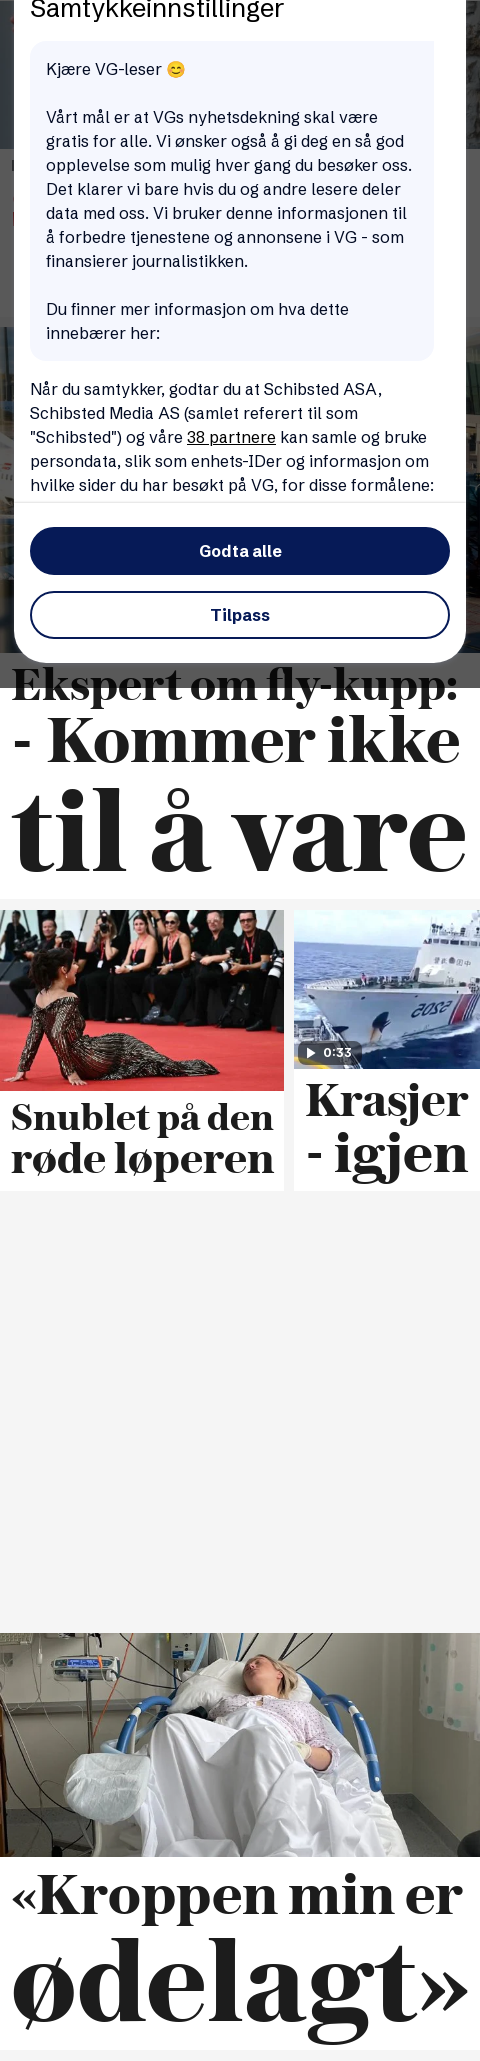 Samtykkeinnstillinger
Kjære VG-leser 😊
Vårt mål er at VGs nyhetsdekning skal være
gratis for alle. Vi ønsker også å gi deg en så god
opplevelse som mulig hver gang du besøker oss.
Det klarer vi bare hvis du og andre lesere deler
data med oss. Vi bruker denne informasjonen til
å forbedre tjenestene og annonsene i VG - som
finansierer journalistikken.
Du finner mer informasjon om hva dette
innebærer her:
Når du samtykker, godtar du at Schibsted ASA,
Schibsted Media AS (samlet referert til som
"Schibsted") og våre 38 partnere kan samle og bruke
persondata, slik som enhets-IDer og informasjon om
hvilke sider du har besøkt på VG, for disse formålene:
Godta alle
Tilpass
Ekspert om fly-kupp:
- Kommer ikke
til å vare
0:33
Snublet på den
røde løperen
Krasjer
- igjen
«Kroppen min er
ødelagt»